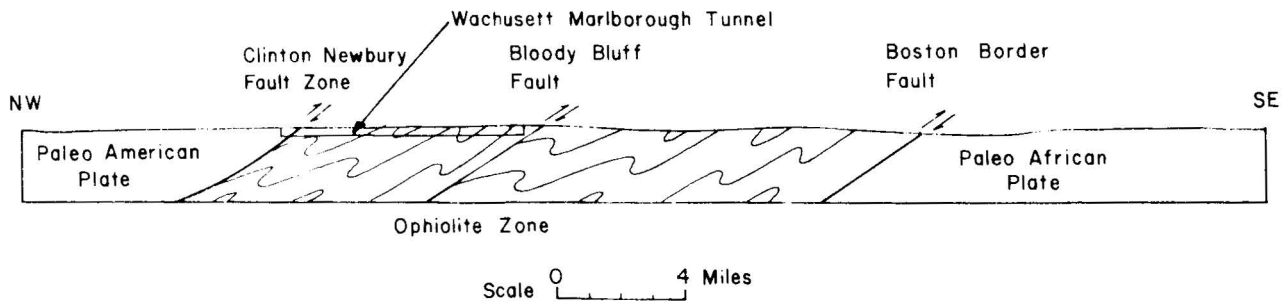 Wachusett Marlborough Tunnel
Clinton Newbury
Fault Zone
Bloody Bluff
Fault
Boston Border
Fault
NW
SE
Paleo American
Plate
Paleo African
Plate
Ophiolite Zone
Scale 0 4 Miles